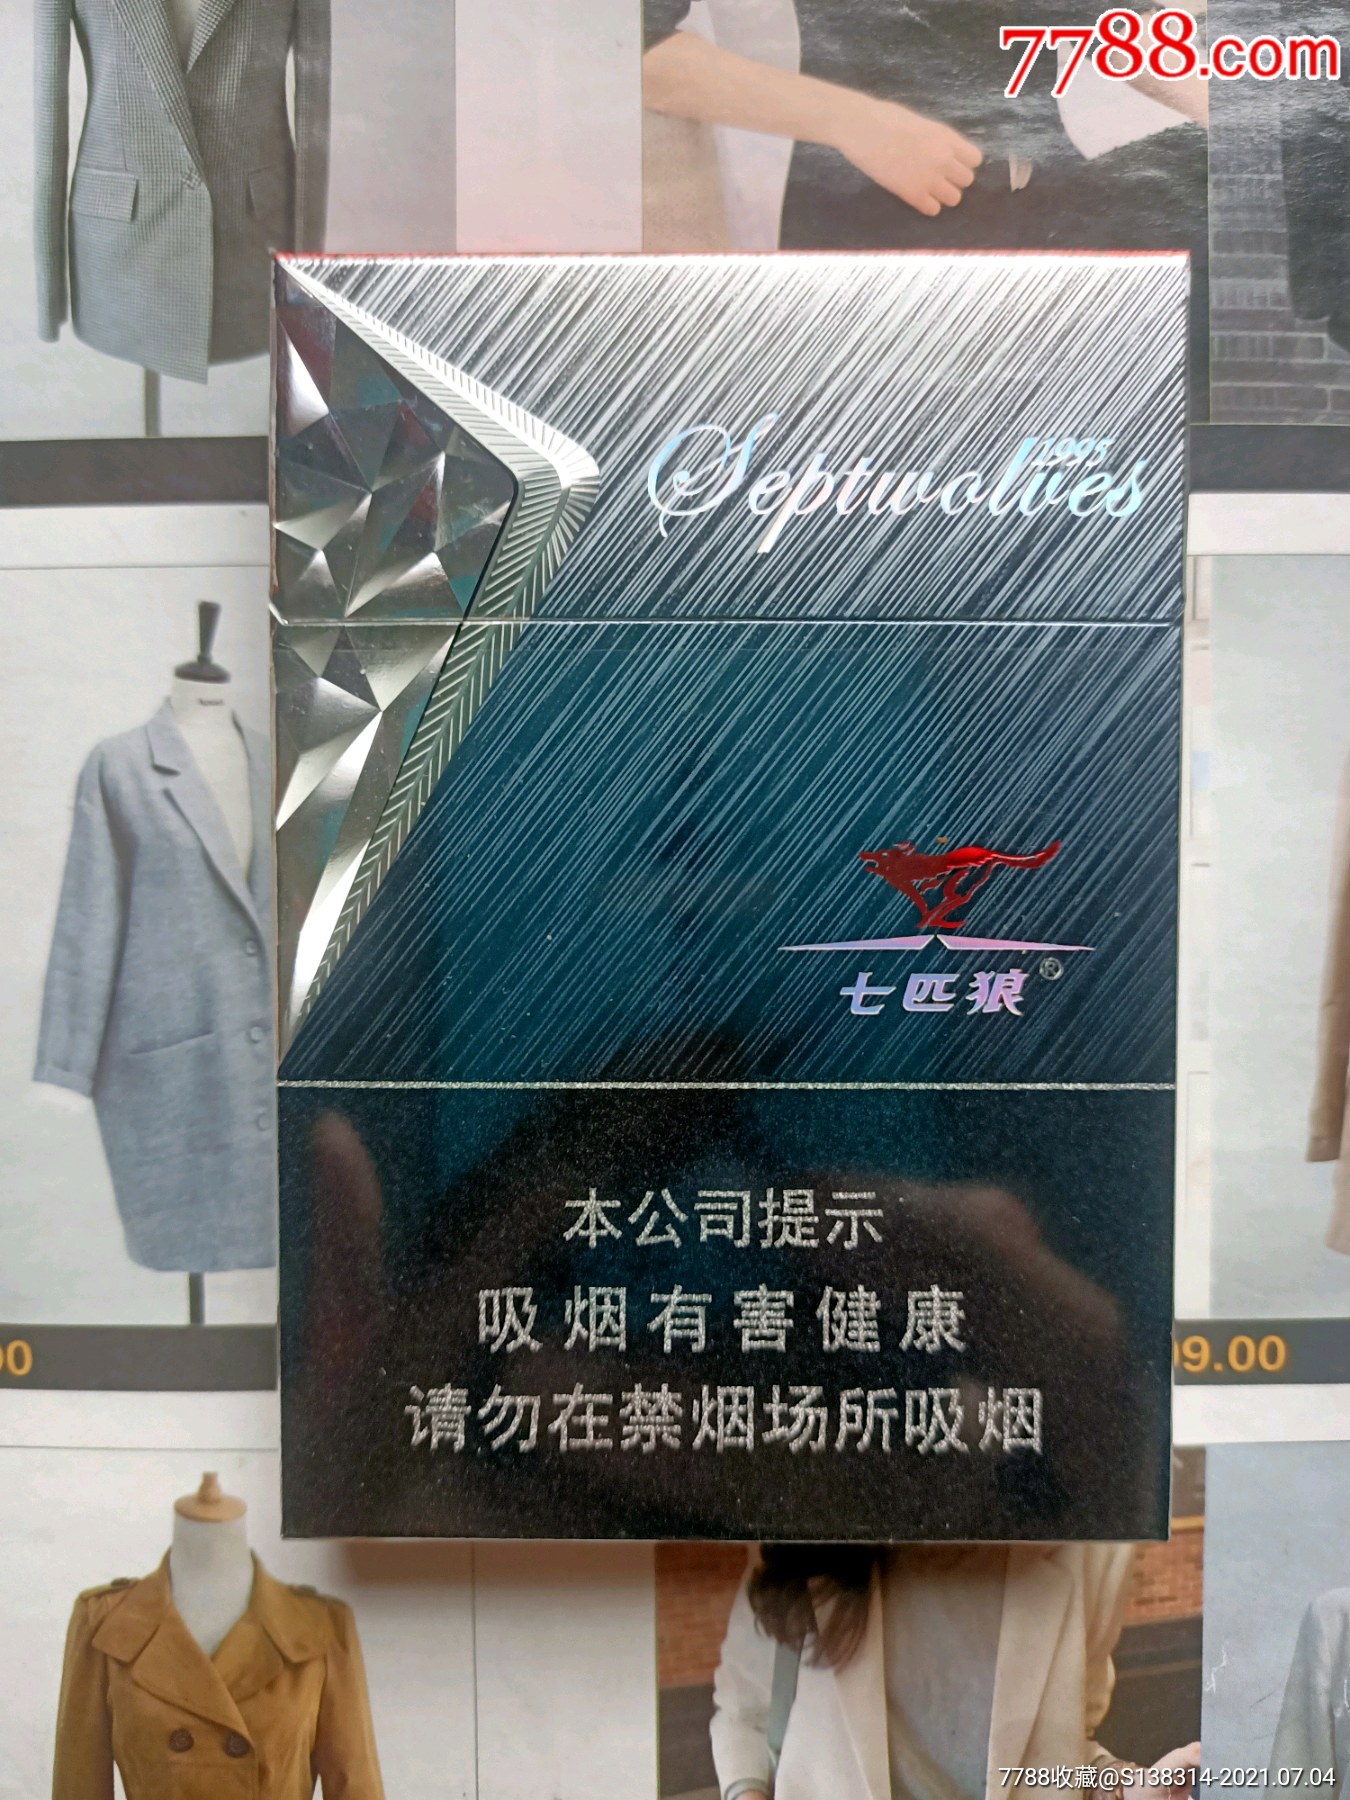 7788.com
1995
Septwolves
七匹狼®
本公司提示
吸烟有害健康
请勿在禁烟场所吸烟
00
99.00
7788收藏@S138314-2021.07.04